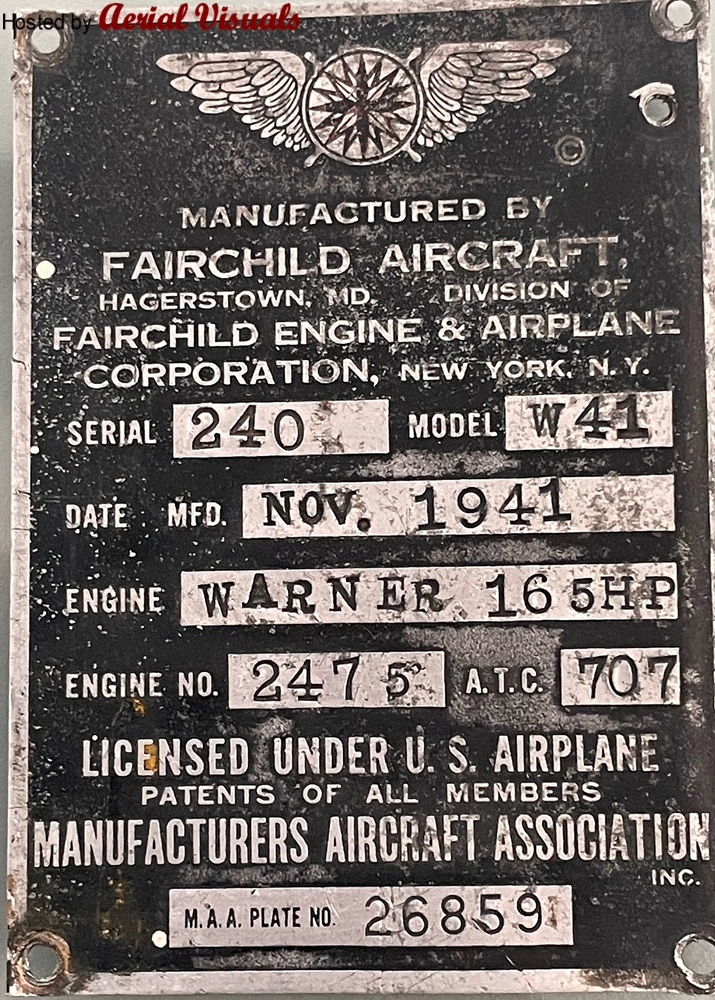 Hosted by Aerial Visuals
©
MANUFACTURED BY
FAIRCHILD AIRCRAFT,
HAGERSTOWN, MD. DIVISION OF
FAIRCHILD ENGINE & AIRPLANE
CORPORATION, NEW YORK, N.Y.
SERIAL 240 MODEL W41
DATE MFD. NOV. 1941
ENGINE WARNER 165HP
ENGINE NO. 2475 A.T.C. 707
LICENSED UNDER U.S. AIRPLANE
PATENTS OF ALL MEMBERS
MANUFACTURERS AIRCRAFT ASSOCIATION
INC.
M.A.A. PLATE NO. 26859